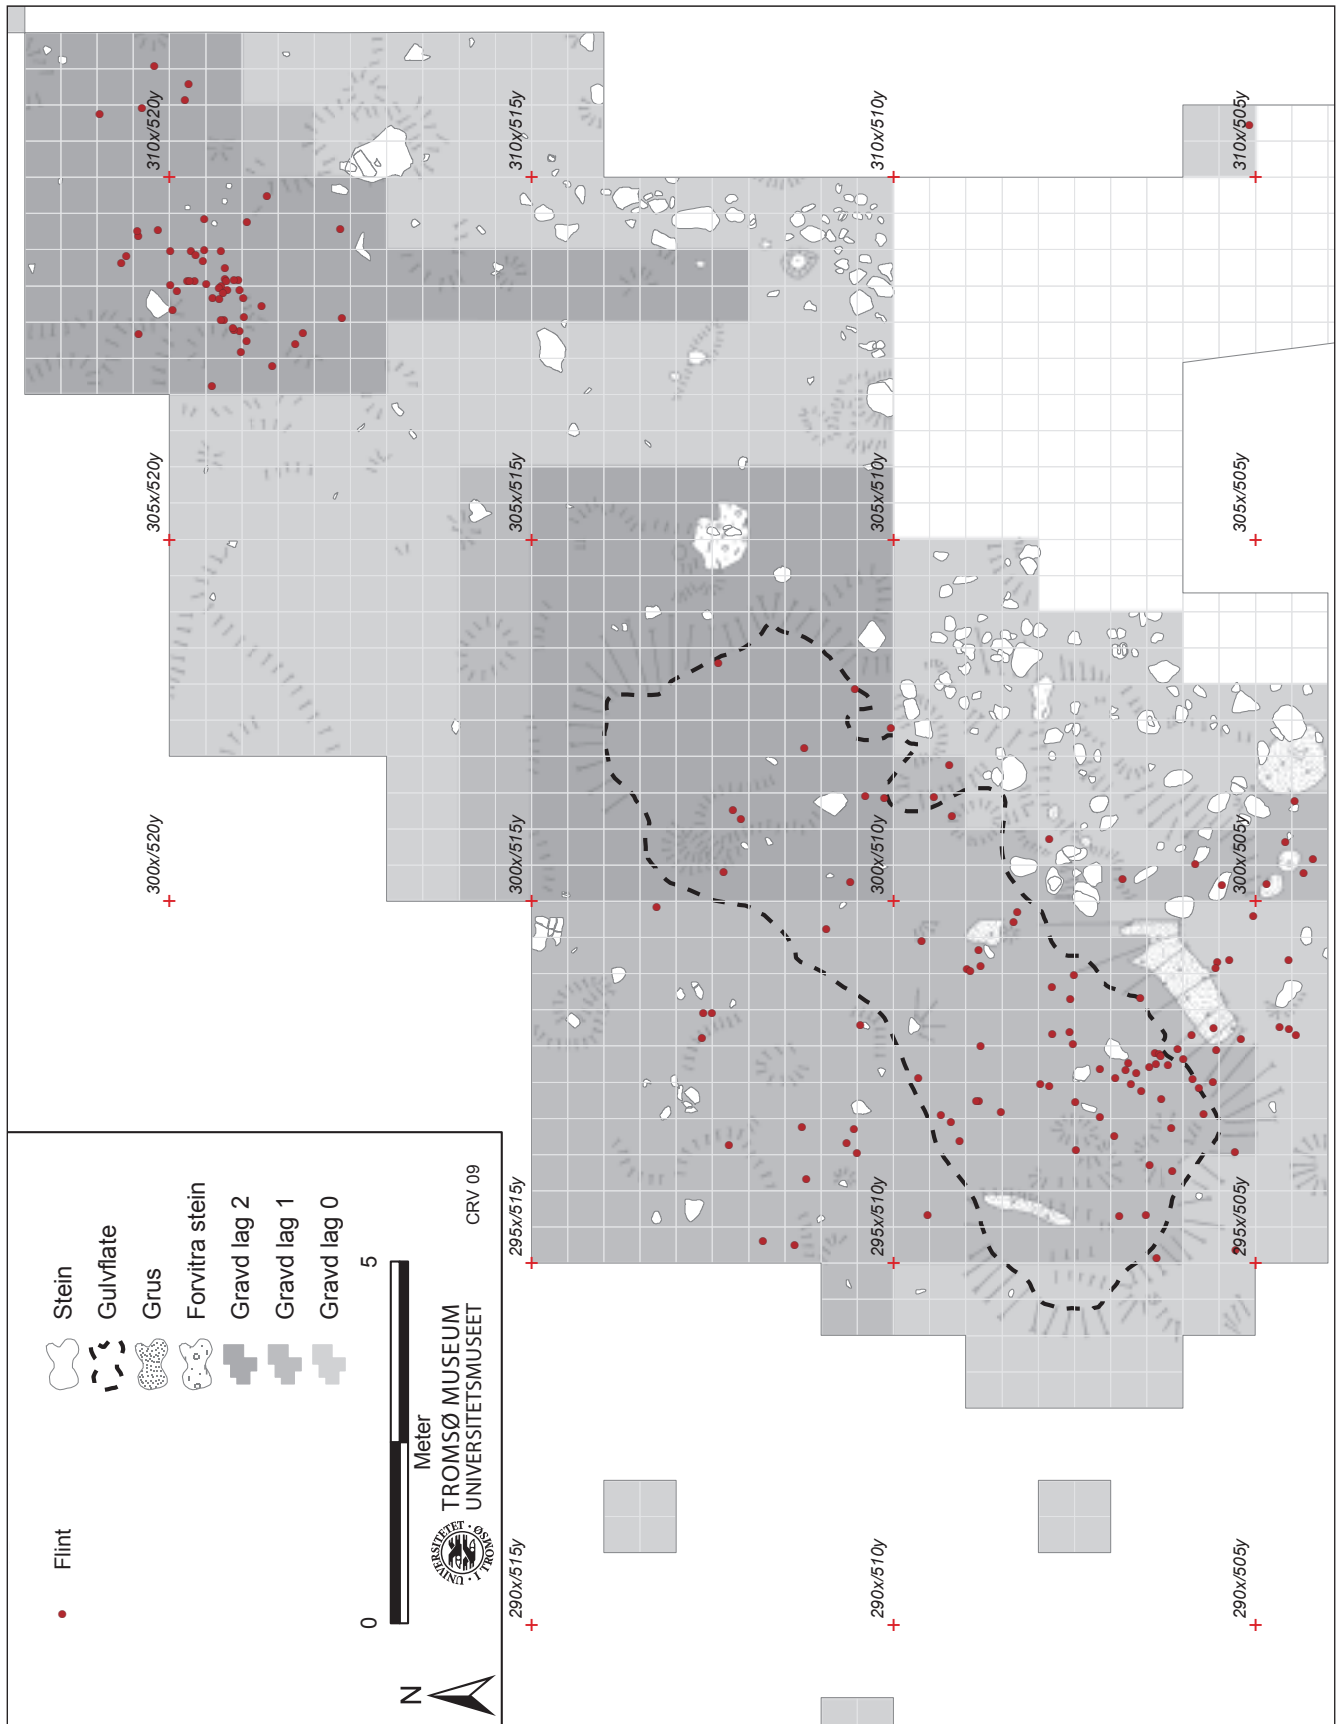 Flint
Stein
Gulvflate
Grus
Forvitra stein
Gravd lag 2
Gravd lag 1
Gravd lag 0
0
5
Meter
N
UNIVERSITETET · I TROMSØ ·
TROMSØ MUSEUM
UNIVERSITETSMUSEET
CRV 09
310x/520y
310x/515y
310x/510y
310x/505y
305x/520y
305x/515y
305x/510y
305x/505y
300x/520y
300x/515y
300x/510y
300x/505y
295x/515y
295x/510y
295x/505y
290x/515y
290x/510y
290x/505y